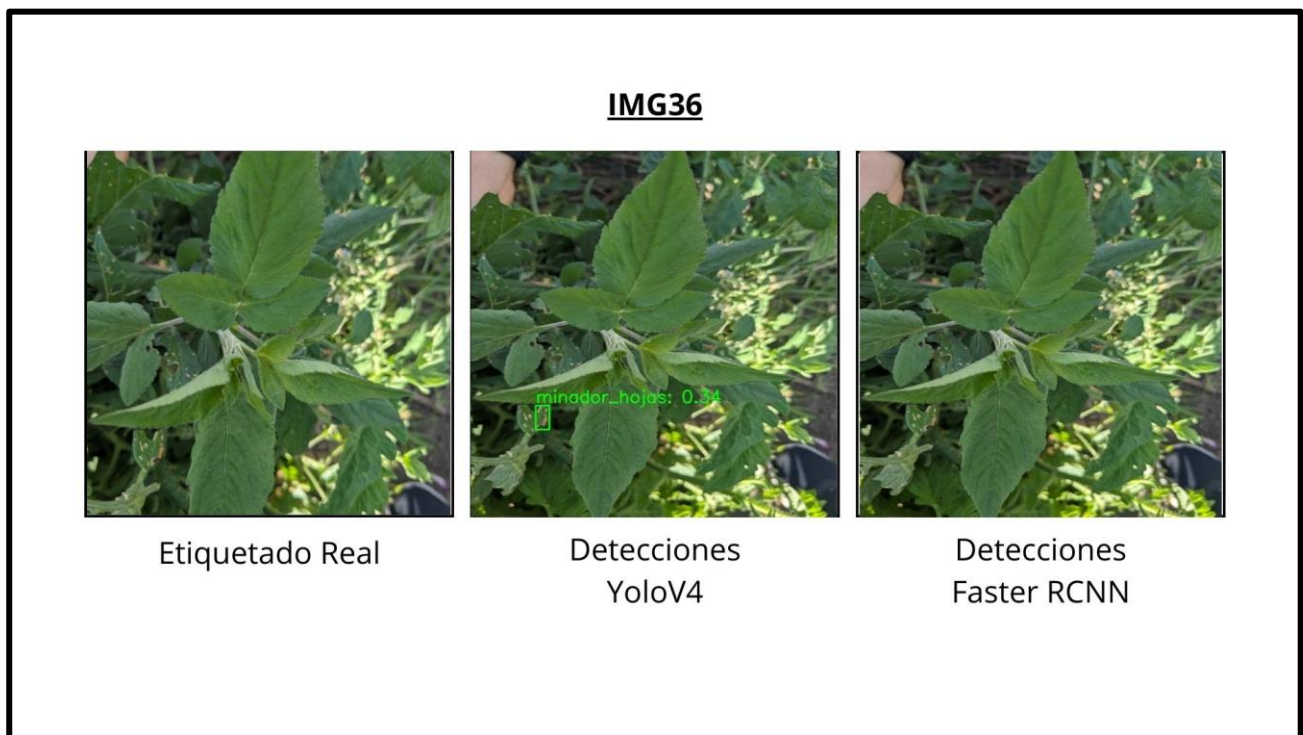 IMG36
minador_hojas: 0.34
Etiquetado Real
Detecciones
YoloV4
Detecciones
Faster RCNN